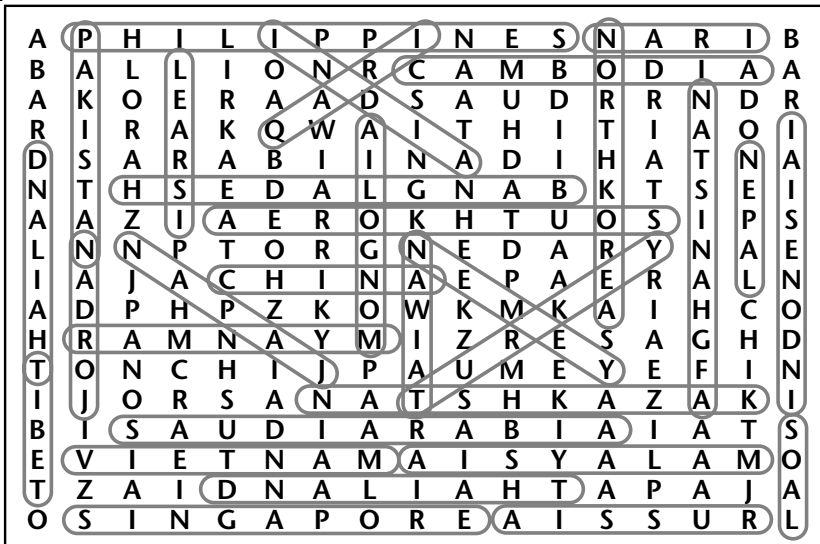 A P H I L I P P I N E S N A R I B
B A L L I O N R C A M B O D I A A
A K O E R A A D S A U D R R N D R
R I R A K Q W A I T H I T I A O I
D S A R A B I I N A D I H A T N A
N T H S E D A L G N A B K T S E I
A A Z I A E R O K H T U O S I P S
L N N P T O R G N E D A R Y N A E
I A J A C H I N A E P A E R A L N
A D P H P Z K O W K M K A I H C O
H R A M N A Y M I Z R E S A G H D
T O N C H I J P A U M E Y E F I N
I J O R S A N A T S H K A Z A K I
B I S A U D I A R A B I A I A T S
E V I E T N A M A I S Y A L A M O
T Z A I D N A L I A H T A P A J A
O S I N G A P O R E A I S S U R L